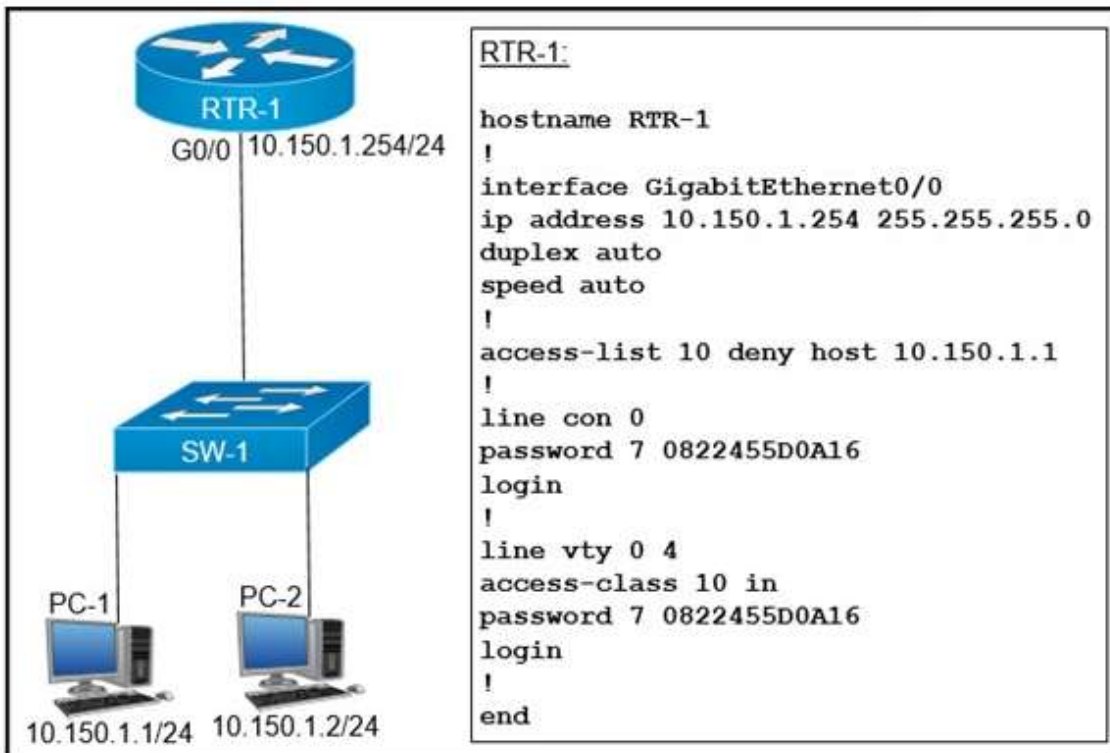 RTR-1
G0/0 10.150.1.254/24
SW-1
PC-1
PC-2
10.150.1.1/24
10.150.1.2/24
RTR-1:
hostname RTR-1
!
interface GigabitEthernet0/0
ip address 10.150.1.254 255.255.255.0
duplex auto
speed auto
!
access-list 10 deny host 10.150.1.1
!
line con 0
password 7 0822455D0A16
login
!
line vty 0 4
access-class 10 in
password 7 0822455D0A16
login
!
end